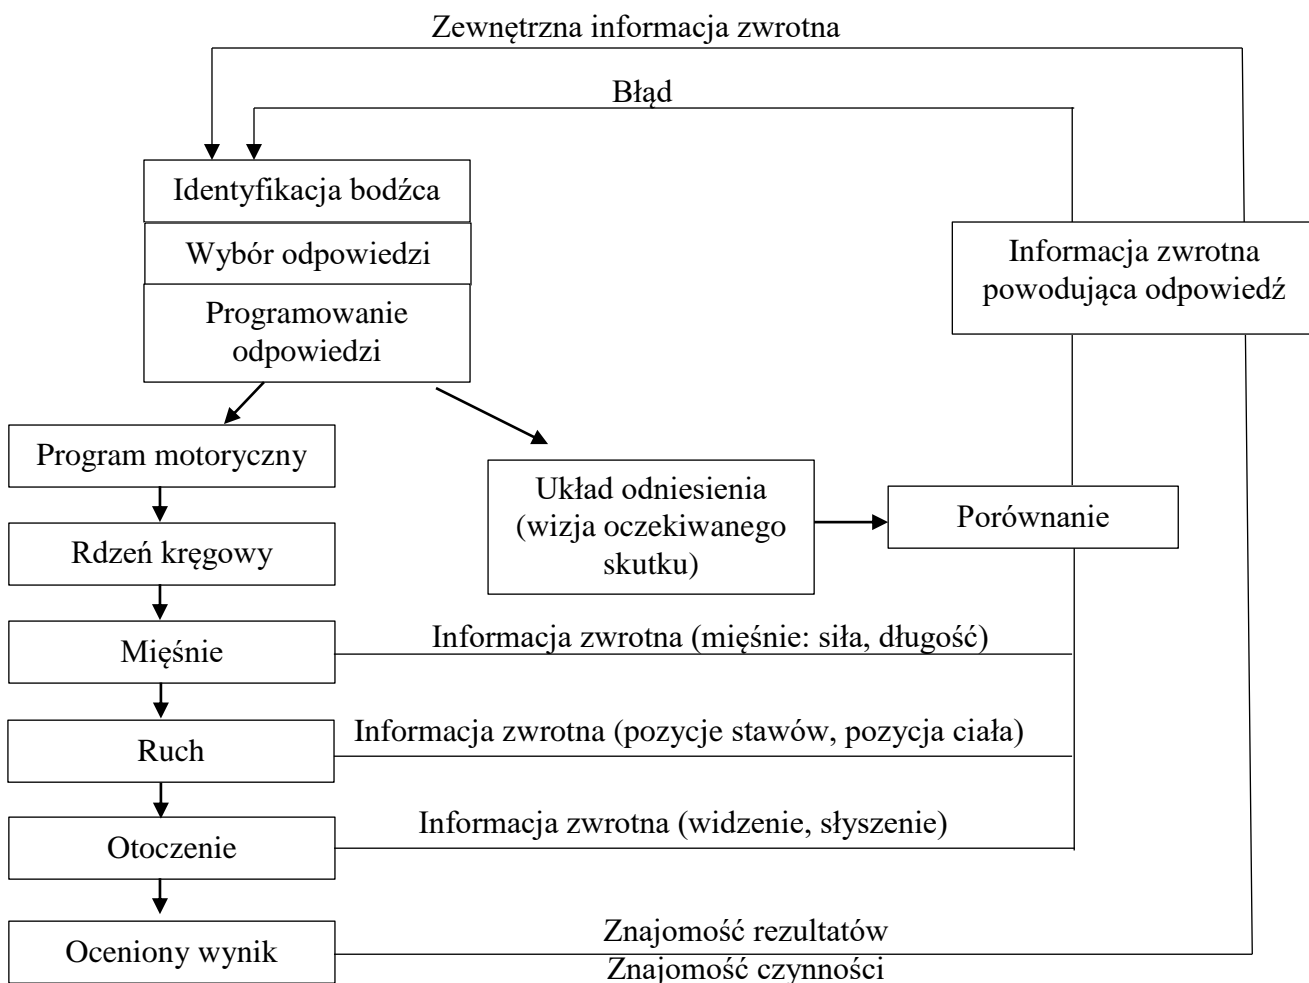 Zewnętrzna informacja zwrotna
Błąd
Identyfikacja bodźca
Wybór odpowiedzi
Programowanie
odpowiedzi
Informacja zwrotna
powodująca odpowiedź
Program motoryczny
Układ odniesienia
(wizja oczekiwanego
skutku)
Porównanie
Rdzeń kręgowy
Mięśnie
Informacja zwrotna (mięśnie: siła, długość)
Ruch
Informacja zwrotna (pozycje stawów, pozycja ciała)
Otoczenie
Informacja zwrotna (widzenie, słyszenie)
Oceniony wynik
Znajomość rezultatów
Znajomość czynności